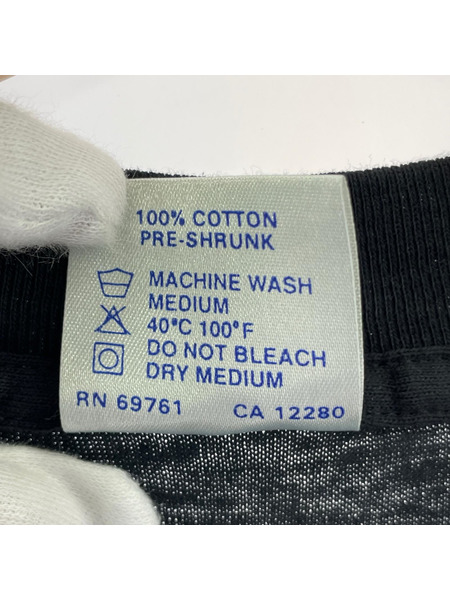 100% COTTON
PRE-SHRUNK
MACHINE WASH
MEDIUM
40°C 100°F
DO NOT BLEACH
DRY MEDIUM
RN 69761 CA 12280